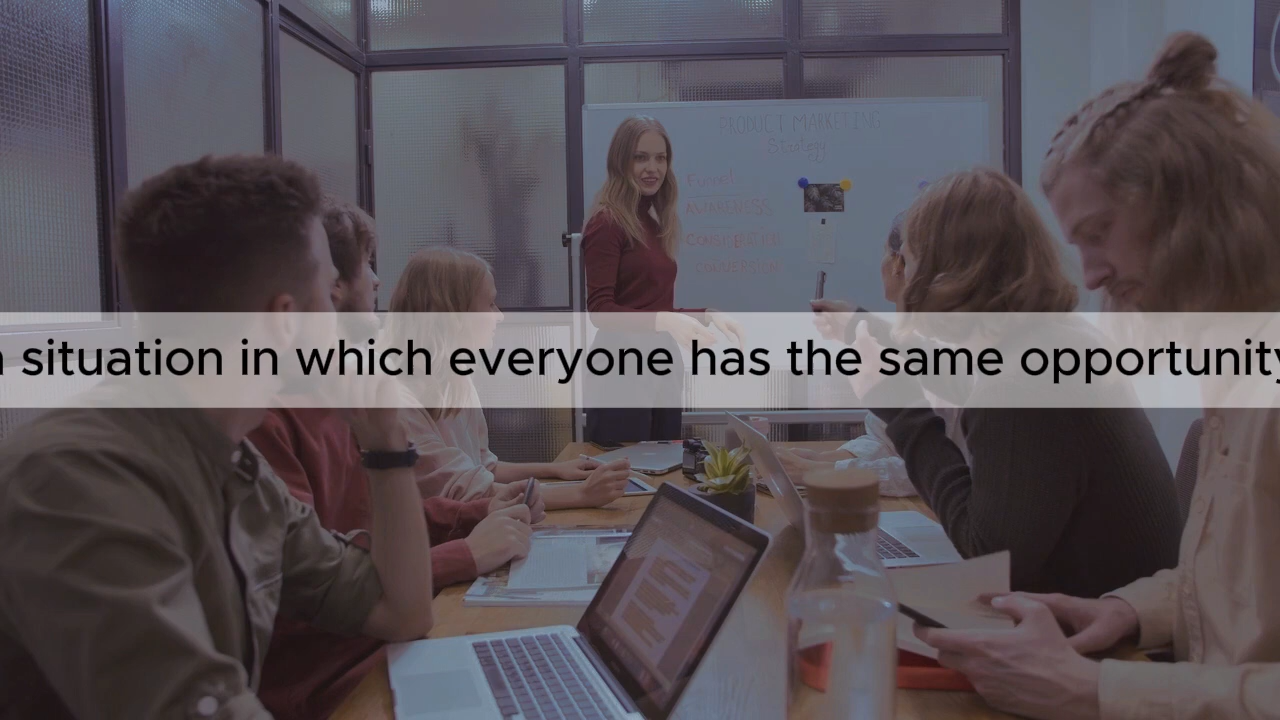 PRODUCT MARKETING
Strategy
Funnel
AWARENESS
CONSIDERATION
CONVERSION
situation in which everyone has the same opportunity